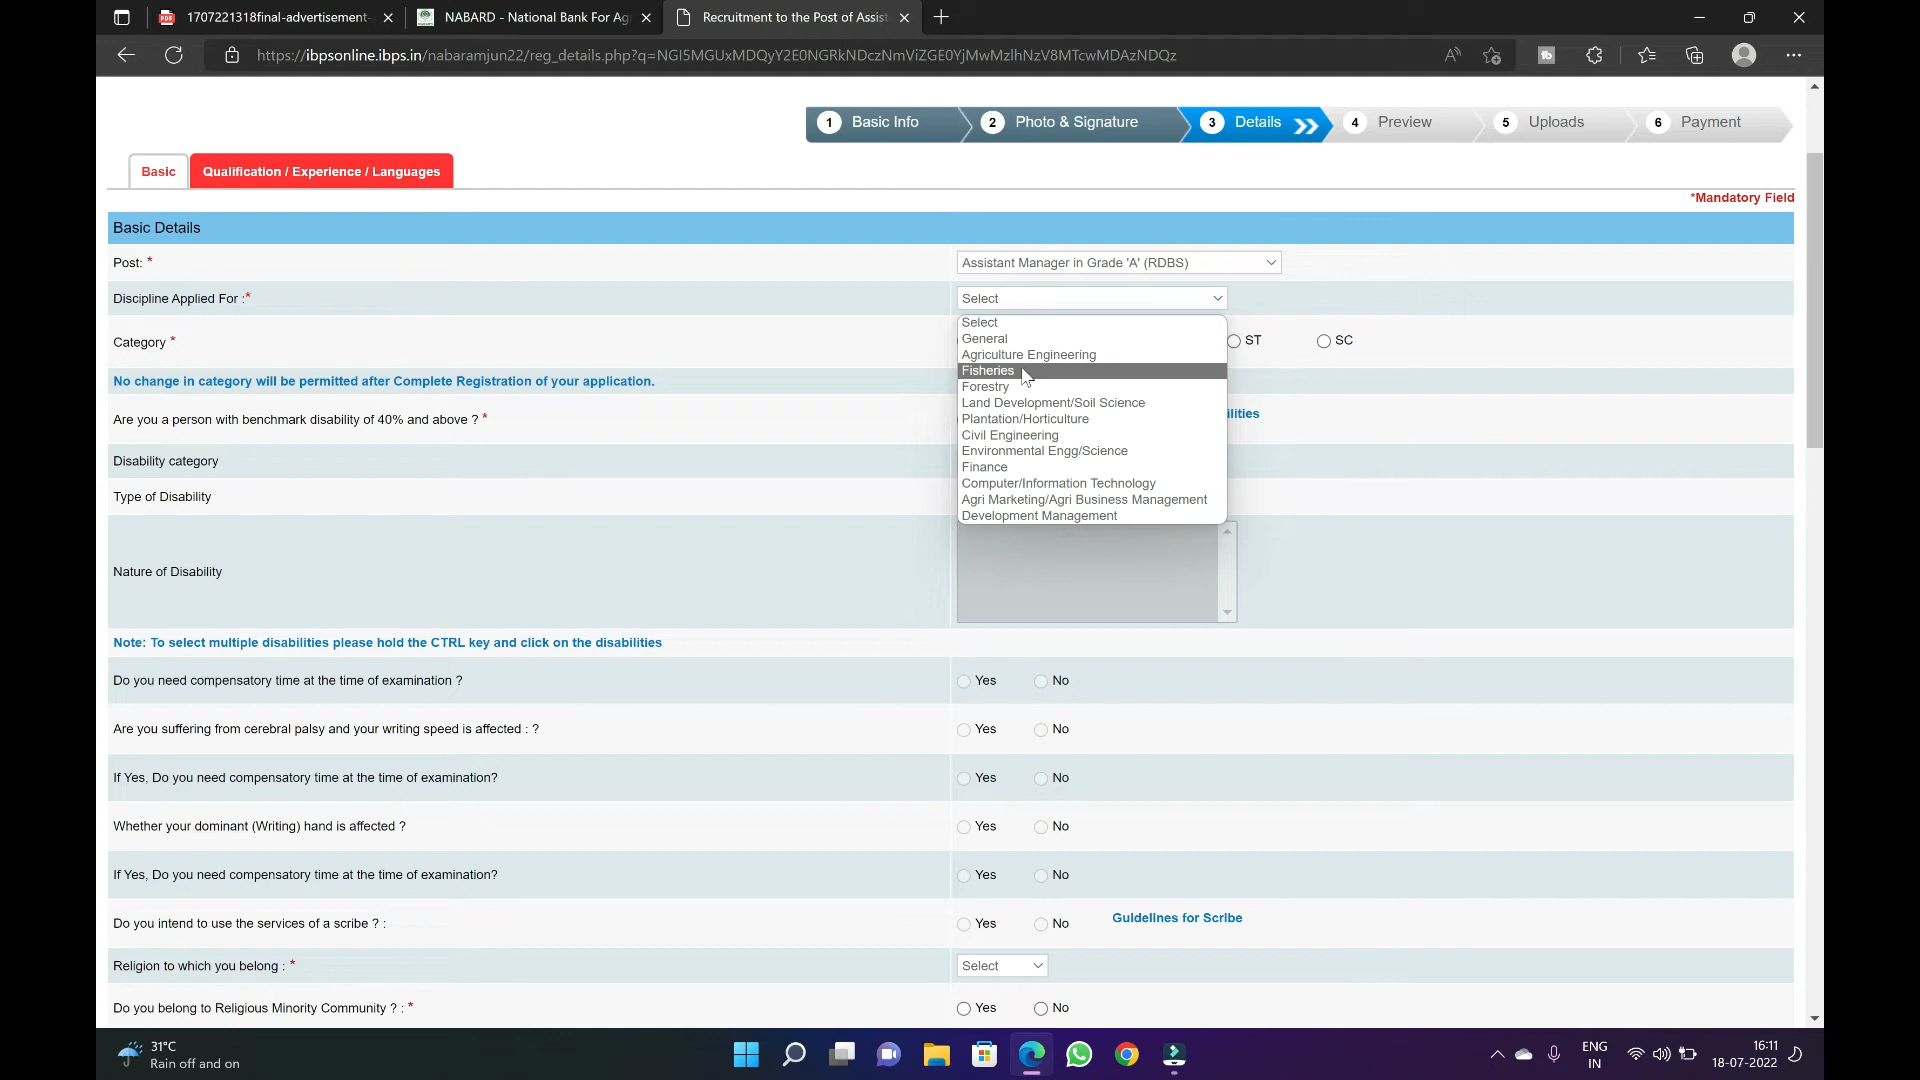 1707221318final-advertisement-
NABARD - National Bank For Ag
Recruitment to the Post of Assist
https://ibpsonline.ibps.in/nabaramjun22/reg_details.php?q=NGI5MGUxMDQyY2E0NGRkNDczNmViZGE0YjMwMzlhNzV8MTcwMDAzNDQz
1 Basic Info
2 Photo & Signature
3 Details
4 Preview
5 Uploads
6 Payment
Basic
Qualification / Experience / Languages
*Mandatory Field
Basic Details
Post: *
Assistant Manager in Grade 'A' (RDBS)
Discipline Applied For :*
Select
Select
General
Agriculture Engineering
Fisheries
Forestry
Land Development/Soil Science
Plantation/Horticulture
Civil Engineering
Environmental Engg/Science
Finance
Computer/Information Technology
Agri Marketing/Agri Business Management
Development Management
Category *
ST
SC
No change in category will be permitted after Complete Registration of your application.
Are you a person with benchmark disability of 40% and above ? *
ilities
Disability category
Type of Disability
Nature of Disability
Note: To select multiple disabilities please hold the CTRL key and click on the disabilities
Do you need compensatory time at the time of examination ?
Yes No
Are you suffering from cerebral palsy and your writing speed is affected : ?
Yes No
If Yes, Do you need compensatory time at the time of examination?
Yes No
Whether your dominant (Writing) hand is affected ?
Yes No
If Yes, Do you need compensatory time at the time of examination?
Yes No
Do you intend to use the services of a scribe ? :
Yes No
Guidelines for Scribe
Religion to which you belong : *
Select
Do you belong to Religious Minority Community ? : *
Yes No
31°C
Rain off and on
ENG
IN
16:11
18-07-2022